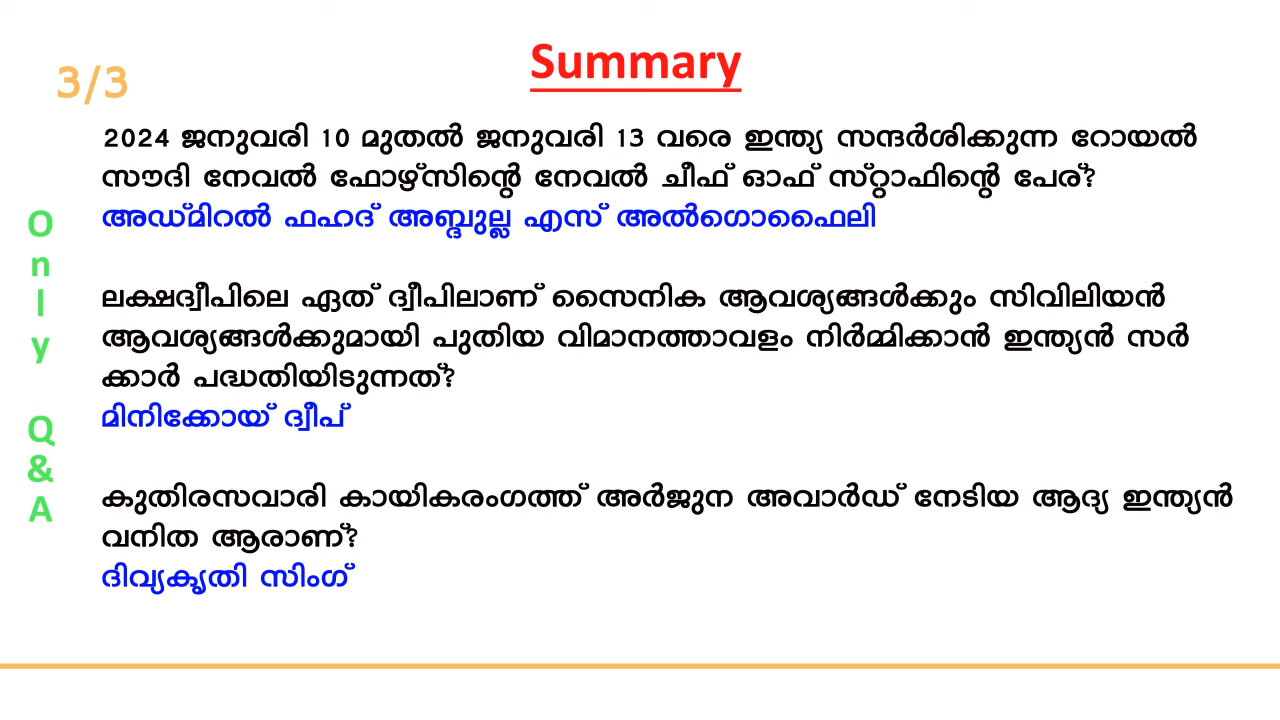 Summary
3/3
2024 ജനുവരി 10 മുതൽ ജനുവരി 13 വരെ ഇന്ത്യ സന്ദർശിക്കുന്ന റോയൽ
സൗദി നേവൽ ഫോഴ്സിന്റെ നേവൽ ചീഫ് ഓഫ് സ്റ്റാഫിന്റെ പേര്?
അഡ്മിറൽ ഫഹദ് അബ്ദുല്ല എസ് അൽഗൊഫൈലി
ലക്ഷദ്വീപിലെ ഏത് ദ്വീപിലാണ് സൈനിക ആവശ്യങ്ങൾക്കും സിവിലിയൻ
ആവശ്യങ്ങൾക്കുമായി പുതിയ വിമാനത്താവളം നിർമ്മിക്കാൻ ഇന്ത്യൻ സർ
ക്കാർ പദ്ധതിയിടുന്നത്?
മിനിക്കോയ് ദ്വീപ്
കുതിരസവാരി കായികരംഗത്ത് അർജുന അവാർഡ് നേടിയ ആദ്യ ഇന്ത്യൻ
വനിത ആരാണ്?
ദിവ്യകൃതി സിംഗ്
Only Q&A